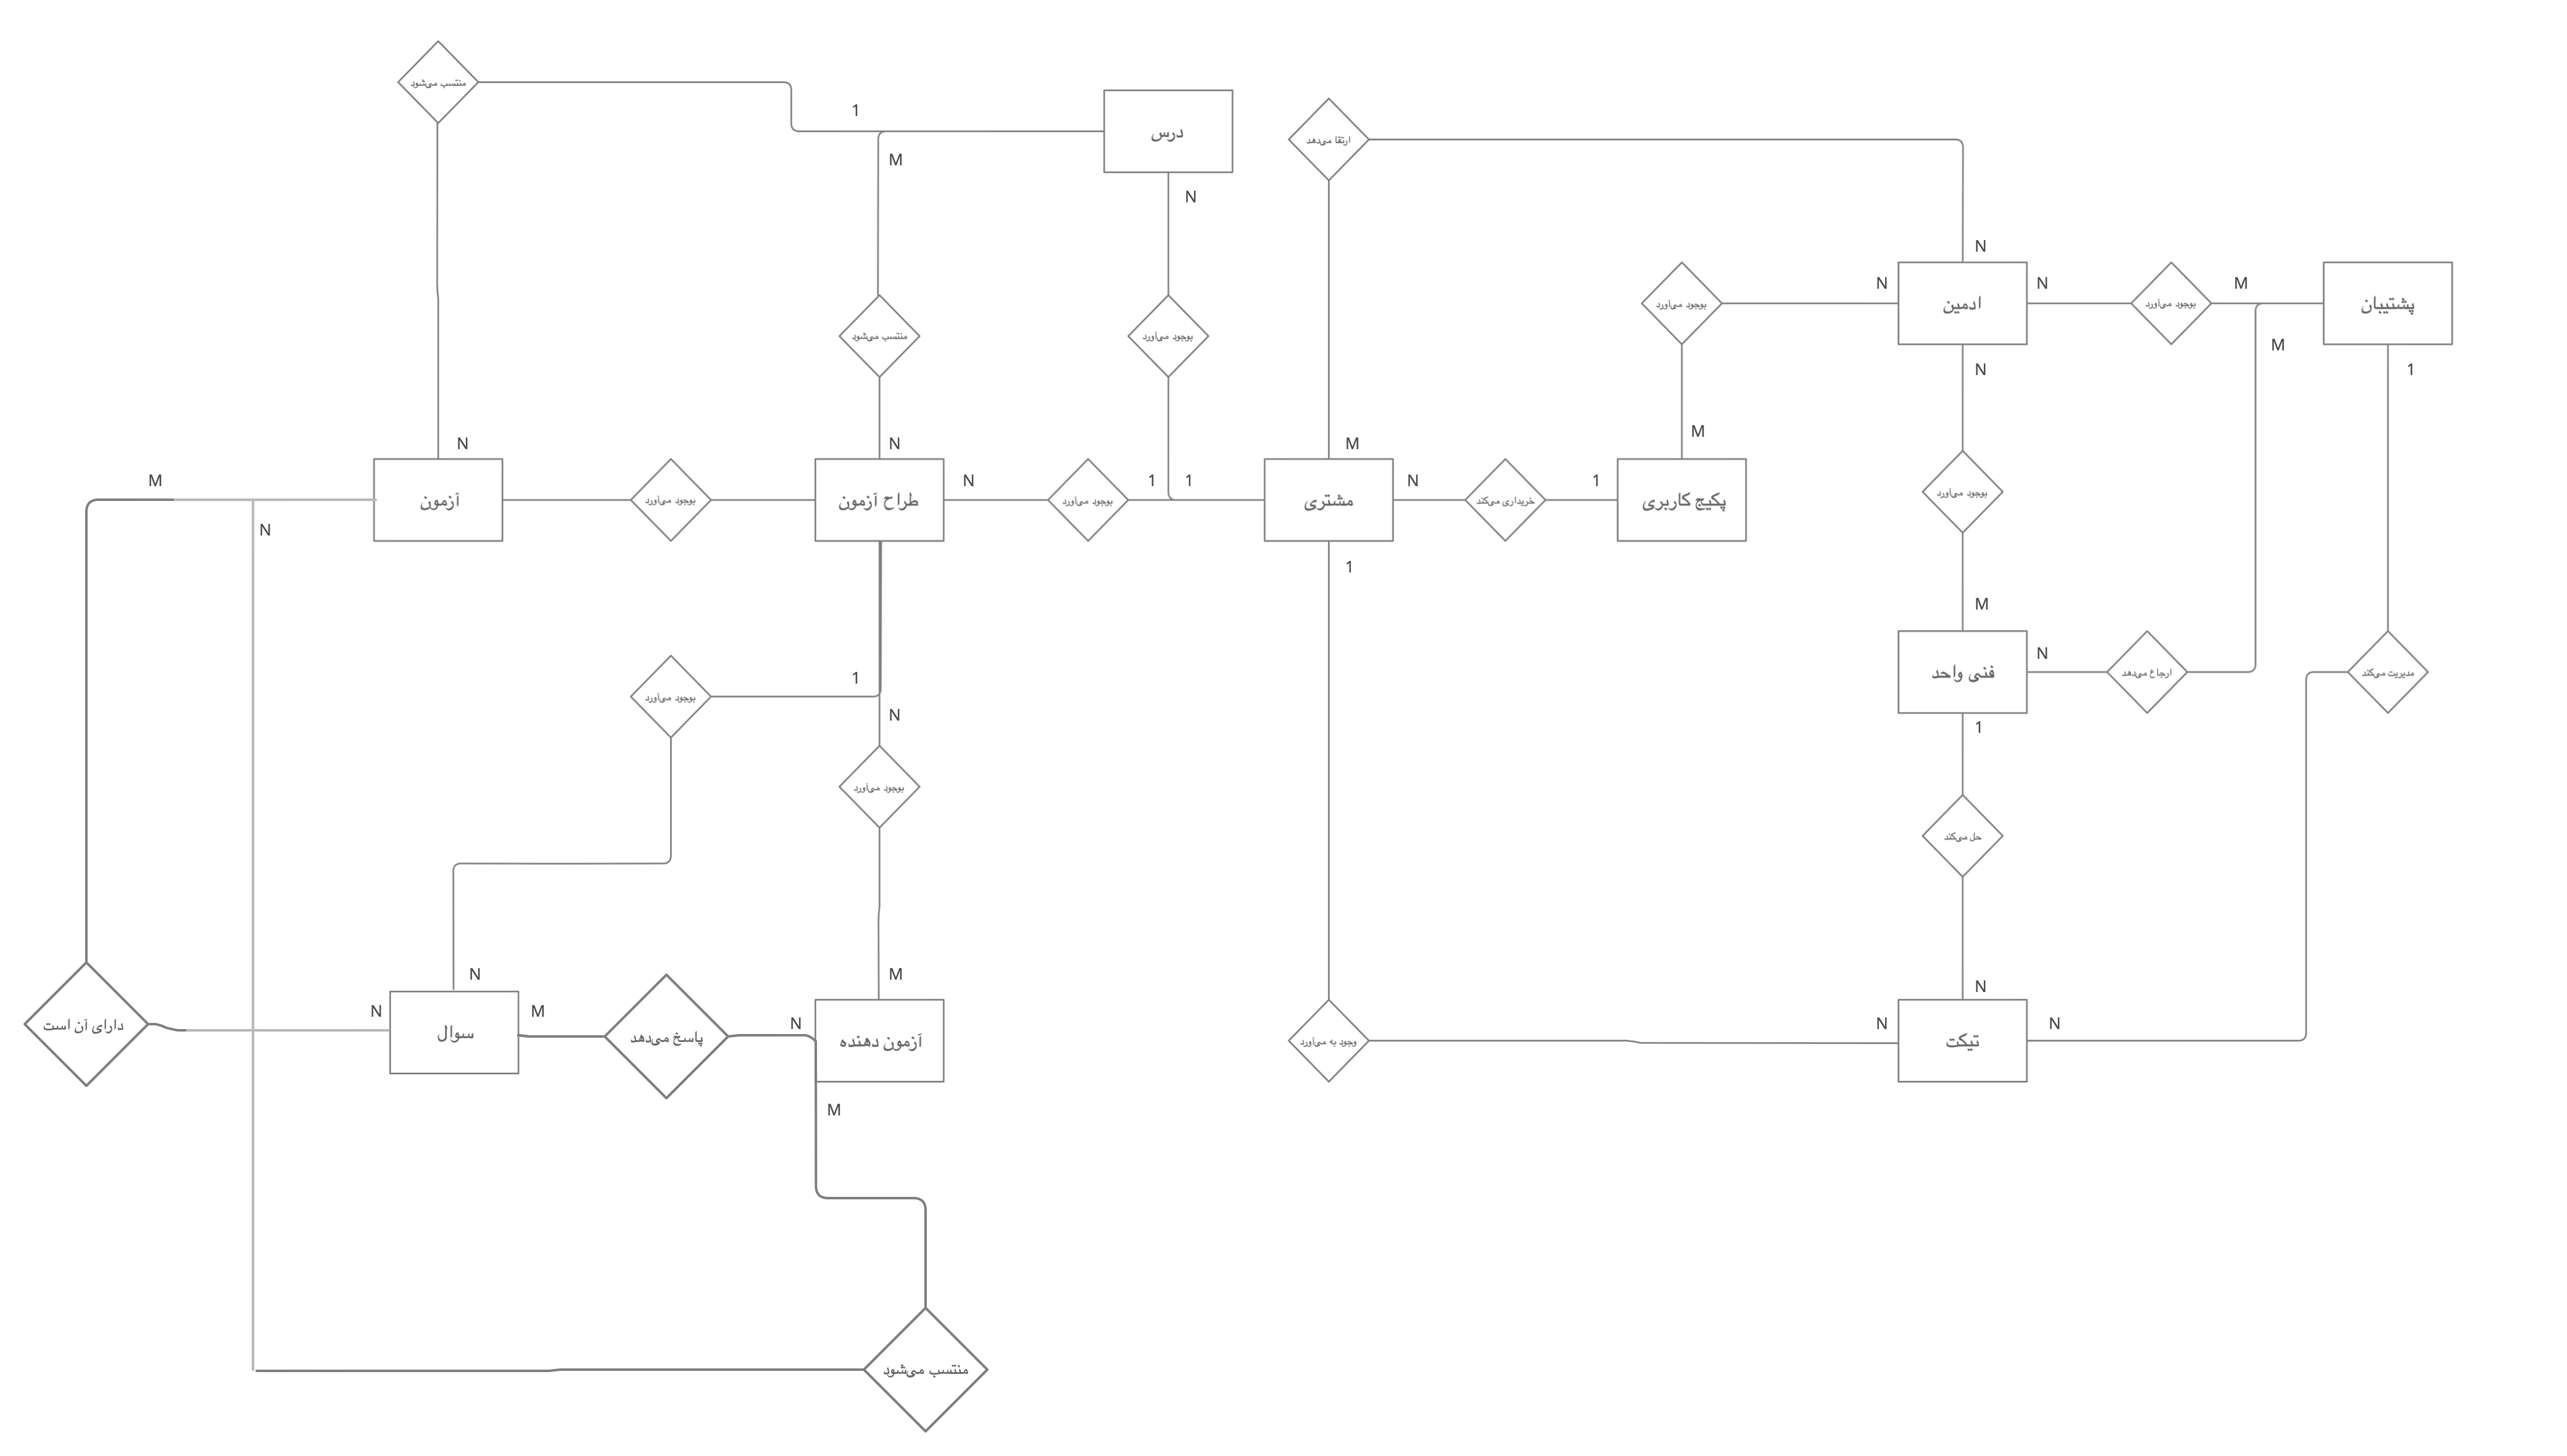 منتسب می‌شود
1
درس
ارتقا می‌دهد
M
N
N
بوجود می‌آورد
N
ادمین
N
بوجود می‌آورد
M
پشتیبان
منتسب می‌شود
بوجود می‌آورد
M
N
1
N
N
M
M
M
آزمون
بوجود می‌آورد
طراح آزمون
N
بوجود می‌آورد
1
1
مشتری
N
خریداری می‌کند
1
پکیج کاربری
بوجود می‌آورد
N
1
M
بوجود می‌آورد
1
N
فنی واحد
N
ارجاع می‌دهد
مدیریت می‌کند
1
بوجود می‌آورد
حل می‌کند
N
M
N
دارای آن است
N
سوال
M
پاسخ می‌دهد
N
آزمون دهنده
وجود به می‌آورد
N
تیکت
N
M
منتسب می‌شود